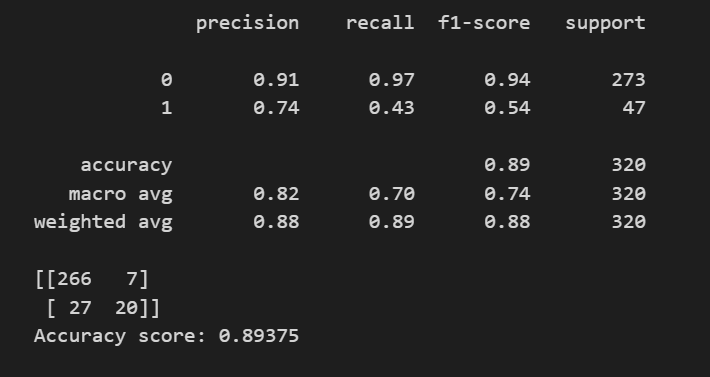 precision recall f1-score support
0 0.91 0.97 0.94 273
1 0.74 0.43 0.54 47
accuracy 0.89 320
macro avg 0.82 0.70 0.74 320
weighted avg 0.88 0.89 0.88 320
[[266 7]
[ 27 20]]
Accuracy score: 0.89375